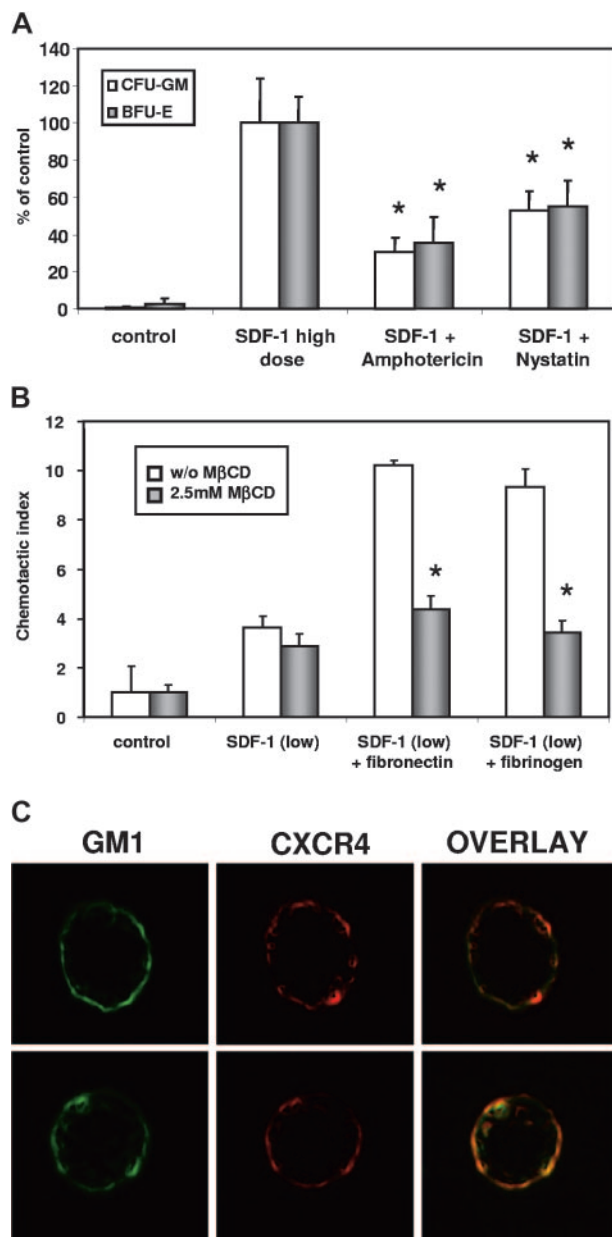 A
140
120
100
80
60
40
20
0
% of control
CFU-GM
BFU-E
* * * *
control
SDF-1 high dose
SDF-1 + Amphotericin
SDF-1 + Nystatin
B
12
10
8
6
4
2
0
Chemotactic index
w/o MβCD
2.5mM MβCD
* *
control
SDF-1 (low)
SDF-1 (low) + fibronectin
SDF-1 (low) + fibrinogen
C
GM1 CXCR4 OVERLAY